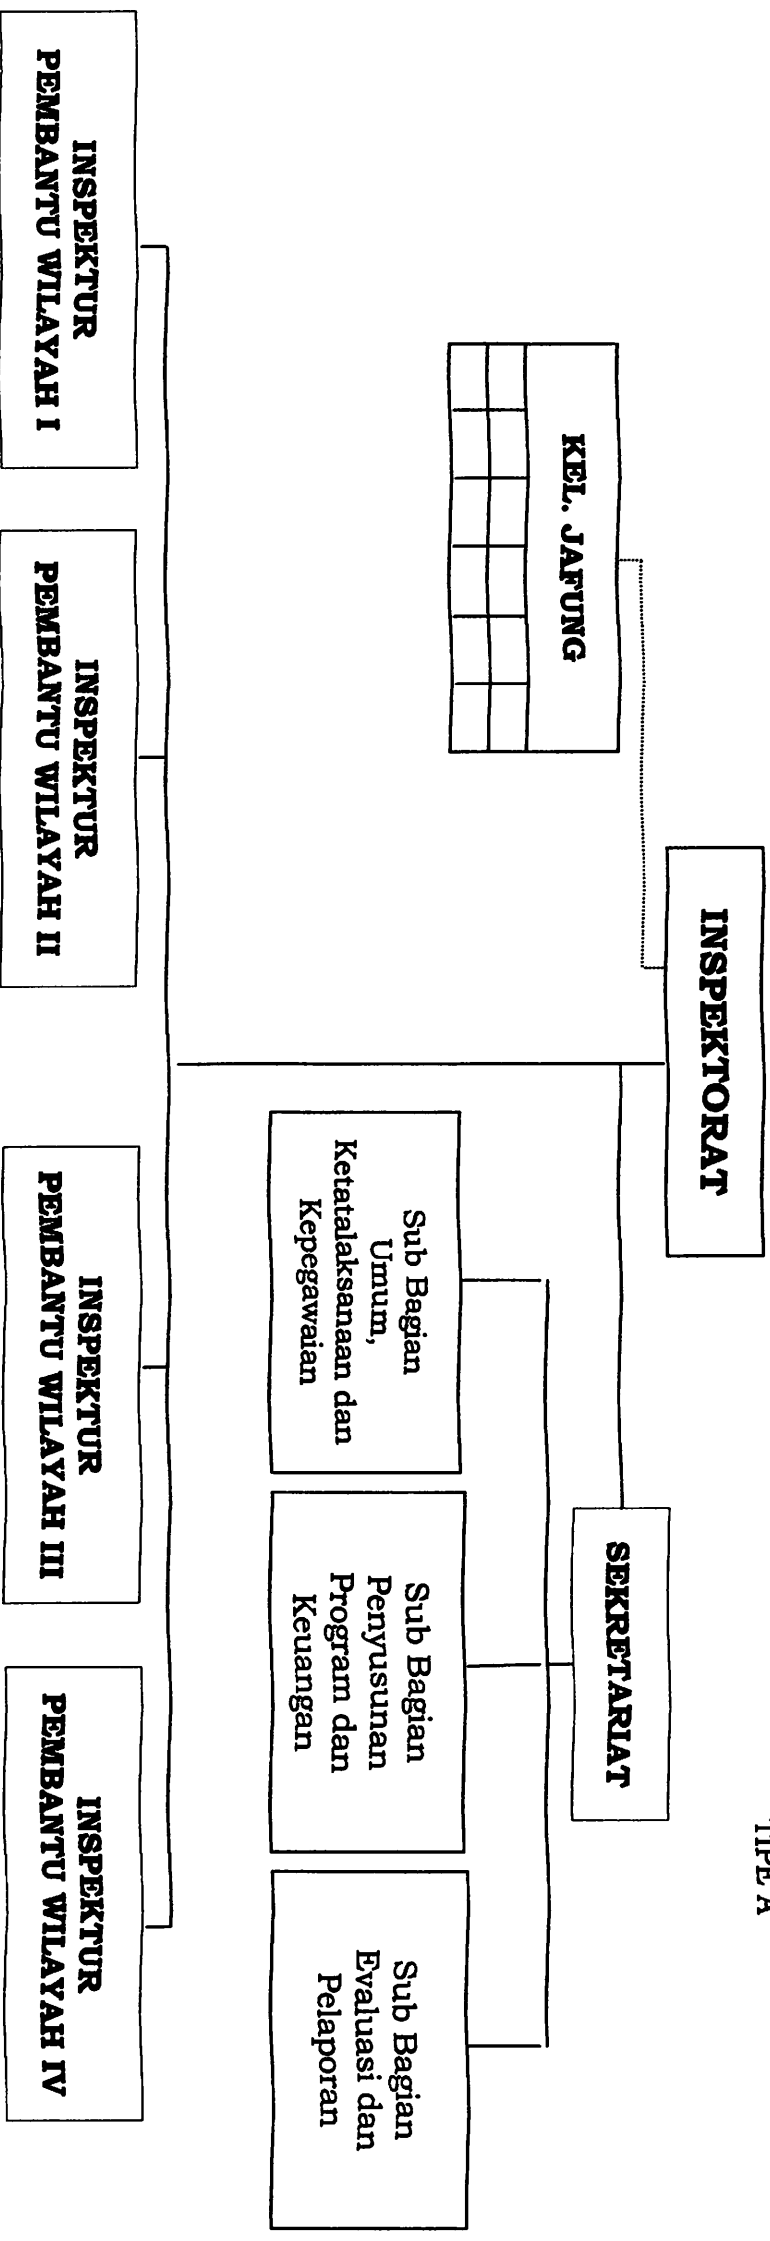 TIPE A
INSPEKTORAT
KEL. JAFUNG
SEKRETARIAT
Sub Bagian
Umum,
Ketatalaksanaan dan
Kepegawaian
Sub Bagian
Penyusunan
Program dan
Keuangan
Sub Bagian
Evaluasi dan
Pelaporan
INSPEKTUR
PEMBANTU WILAYAH I
INSPEKTUR
PEMBANTU WILAYAH II
INSPEKTUR
PEMBANTU WILAYAH III
INSPEKTUR
PEMBANTU WILAYAH IV